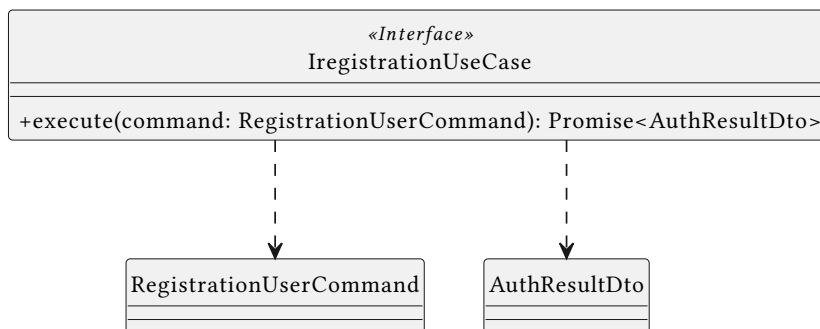 «Interface»
IregistrationUseCase
+execute(command: RegistrationUserCommand): Promise<AuthResultDto>
RegistrationUserCommand
AuthResultDto